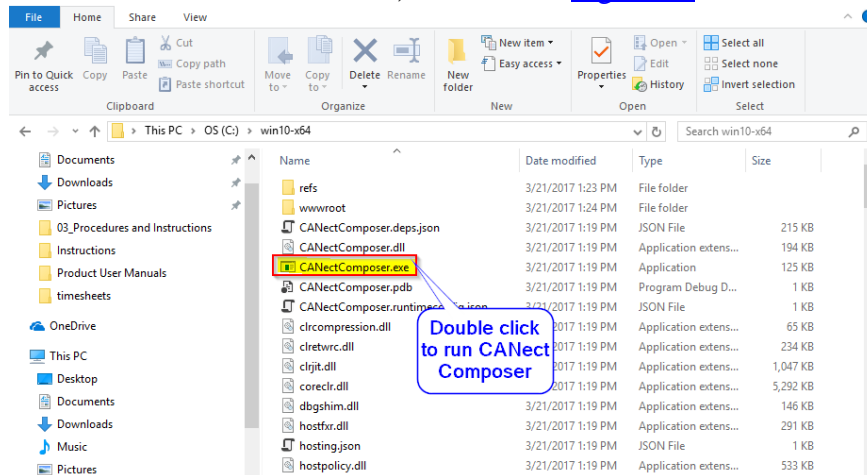 File Home Share View
Pin to Quick access
Copy
Paste
Cut
Copy path
Paste shortcut
Clipboard
Move to
Copy to
Delete
Rename
Organize
New folder
New item
Easy access
New
Properties
Open
Edit
History
Open
Select all
Select none
Invert selection
Select
This PC > OS (C:) > win10-x64
Search win10-x64
Documents
Downloads
Pictures
03_Procedures and Instructions
Instructions
Product User Manuals
timesheets
OneDrive
This PC
Desktop
Documents
Downloads
Music
Pictures
Name Date modified Type Size
refs 3/21/2017 1:23 PM File folder
wwwroot 3/21/2017 1:24 PM File folder
CANectComposer.deps.json 3/21/2017 1:19 PM JSON File 215 KB
CANectComposer.dll 3/21/2017 1:19 PM Application extens... 194 KB
CANectComposer.exe 3/21/2017 1:19 PM Application 125 KB
CANectComposer.pdb 3/21/2017 1:19 PM Program Debug D... 1 KB
CANectComposer.runtimeconfig.json 3/21/2017 1:19 PM JSON File 1 KB
clrcompression.dll 2017 1:19 PM Application extens... 65 KB
clretwrc.dll 2017 1:19 PM Application extens... 234 KB
clrjit.dll 2017 1:19 PM Application extens... 1,047 KB
coreclr.dll 2017 1:19 PM Application extens... 5,292 KB
dbgshim.dll 3/21/2017 1:19 PM Application extens... 146 KB
hostfxr.dll 3/21/2017 1:19 PM Application extens... 291 KB
hosting.json 3/21/2017 1:19 PM JSON File 1 KB
hostpolicy.dll 3/21/2017 1:19 PM Application extens... 533 KB
Double click
to run CANect
Composer